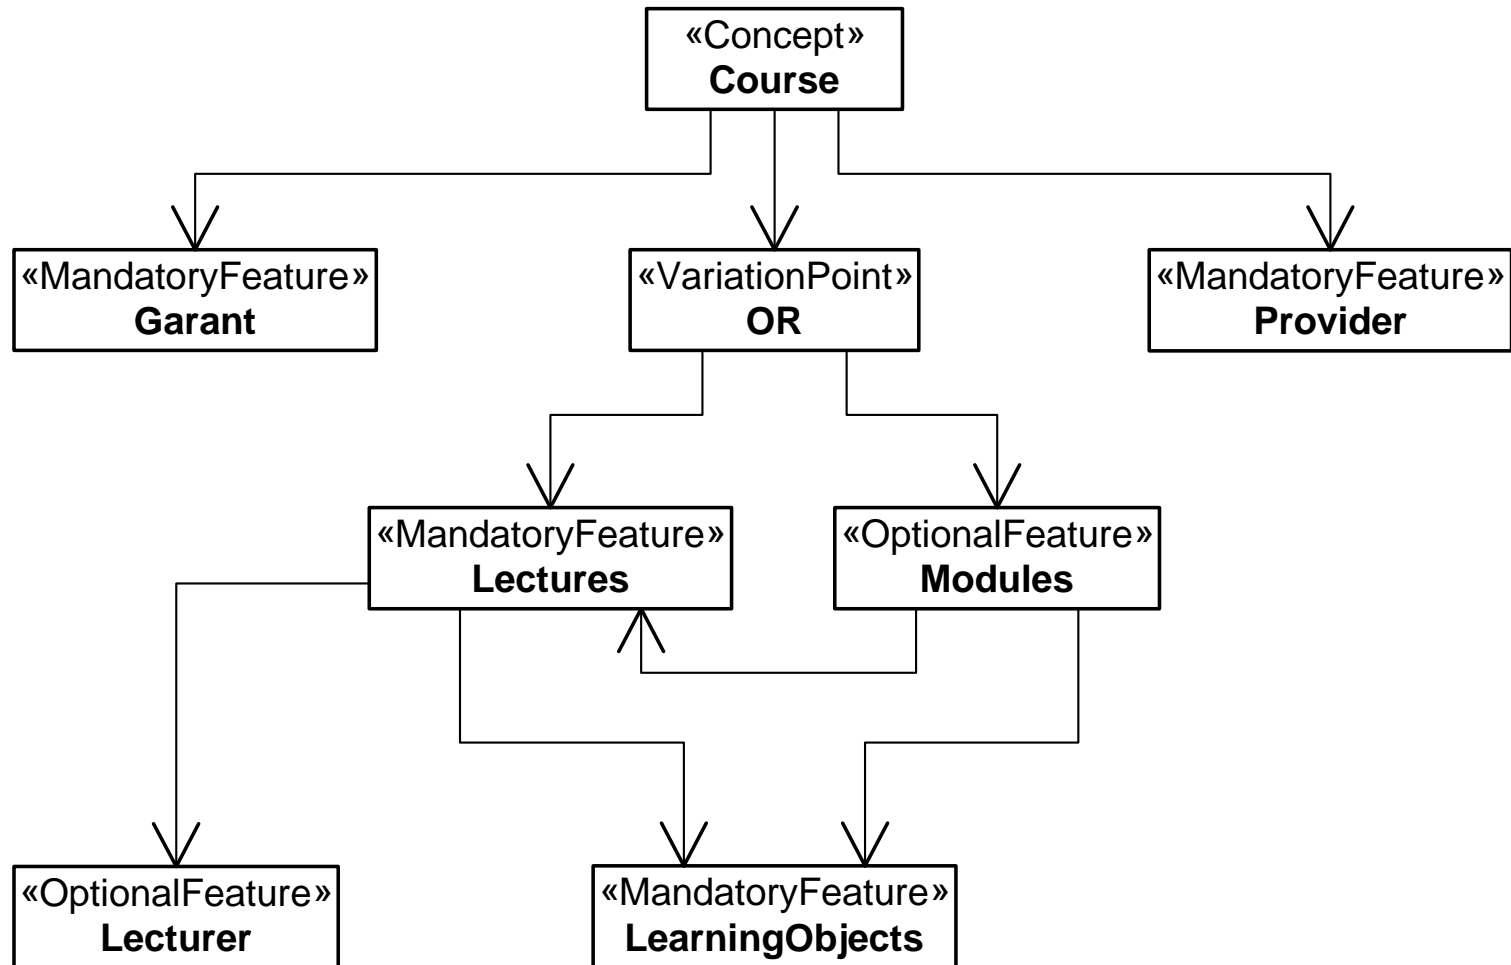 «Concept»
Course
«MandatoryFeature»
Garant
«VariationPoint»
OR
«MandatoryFeature»
Provider
«MandatoryFeature»
Lectures
«OptionalFeature»
Modules
«OptionalFeature»
Lecturer
«MandatoryFeature»
LearningObjects